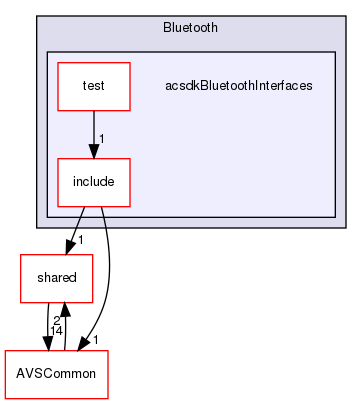 Bluetooth
test
acsdkBluetoothInterfaces
1
include
1
shared
2
14
1
AVSCommon